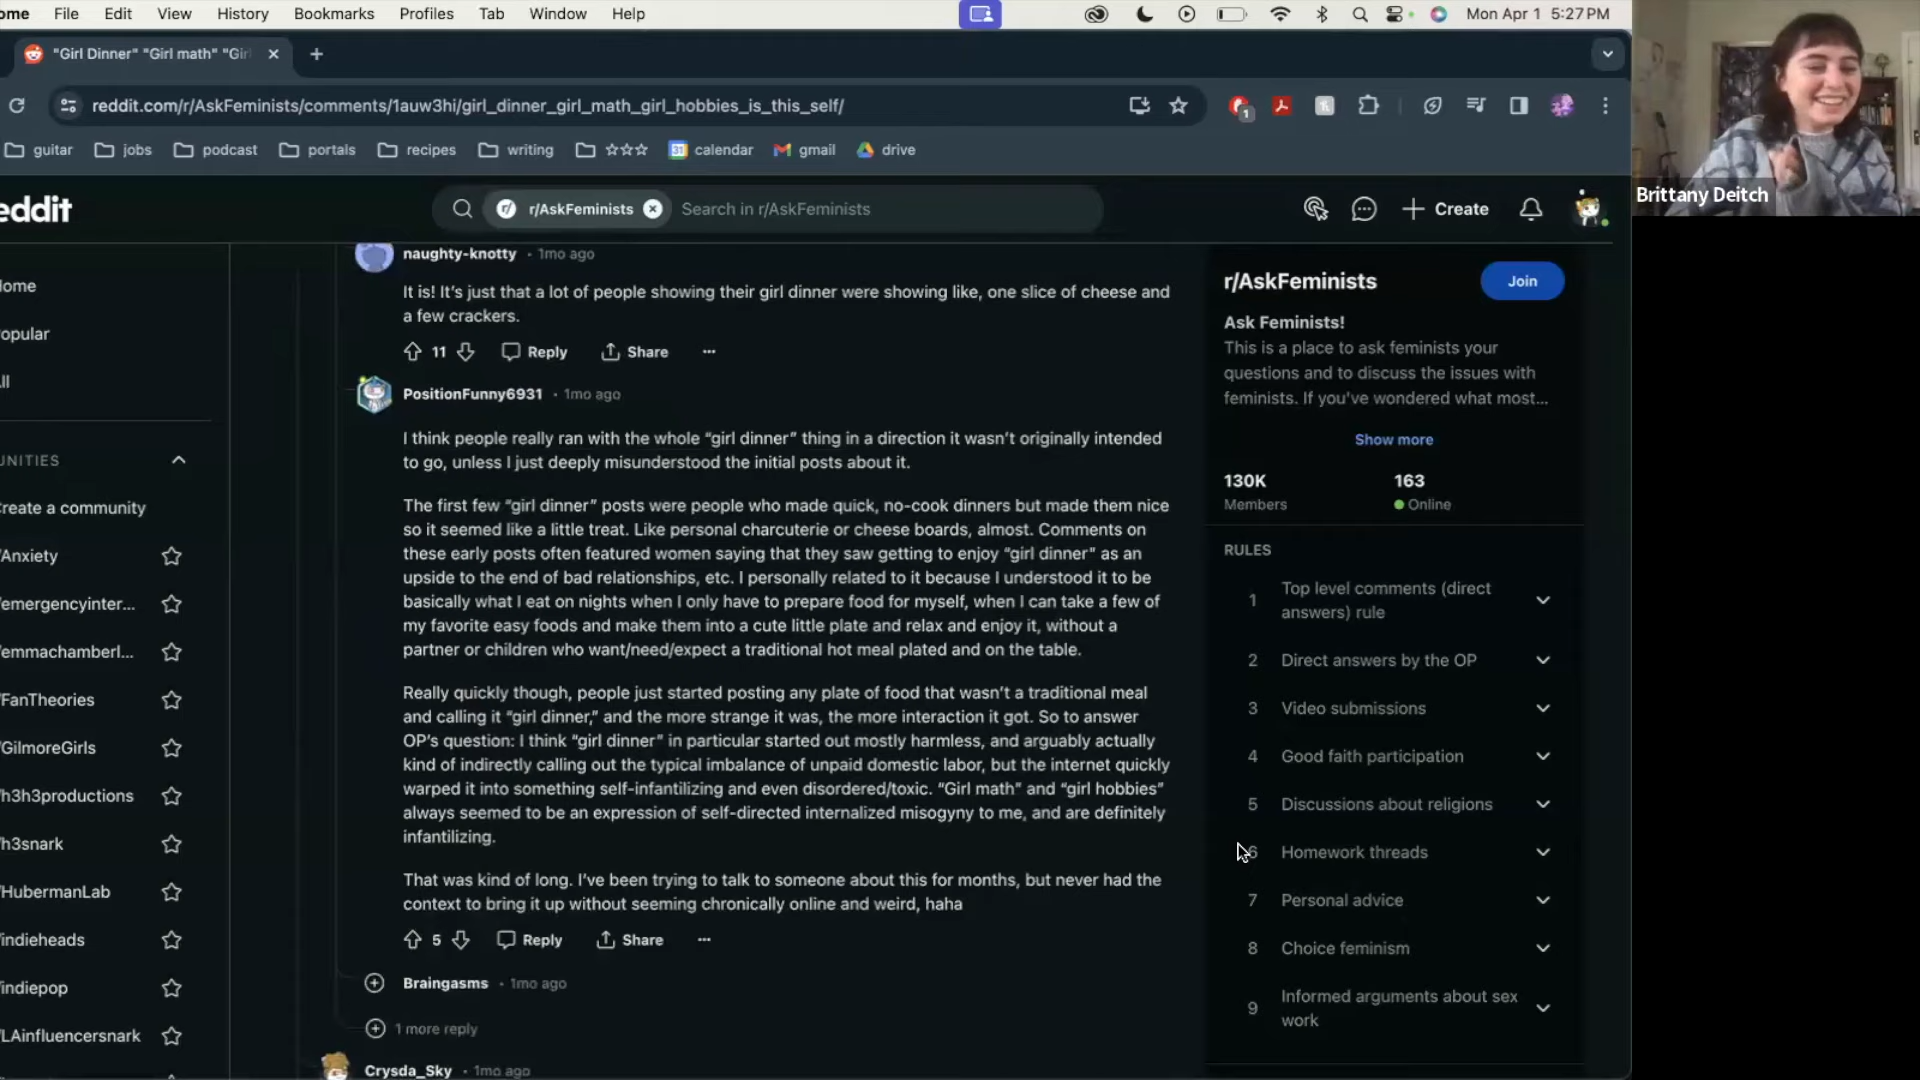 ome File Edit View History Bookmarks Profiles Tab Window Help Mon Apr 1 5:27PM
"Girl Dinner" "Girl math" "Gir
reddit.com/r/AskFeminists/comments/1auw3hi/girl_dinner_girl_math_girl_hobbies_is_this_self/
1
guitar jobs podcast portals recipes writing ☆☆☆ 31 calendar gmail drive
Brittany Deitch
eddit r/ r/AskFeminists Search in r/AskFeminists Create
ome
opular
ll
UNITIES
reate a community
/Anxiety
/emergencyinter...
/emmachamberl...
/FanTheories
/GilmoreGirls
/h3h3productions
/h3snark
/HubermanLab
/indieheads
/indiepop
/LAinfluencersnark
naughty-knotty • 1mo ago
It is! It's just that a lot of people showing their girl dinner were showing like, one slice of cheese and
a few crackers.
11 Reply Share ...
PositionFunny6931 • 1mo ago
I think people really ran with the whole “girl dinner” thing in a direction it wasn’t originally intended
to go, unless I just deeply misunderstood the initial posts about it.
The first few “girl dinner” posts were people who made quick, no-cook dinners but made them nice
so it seemed like a little treat. Like personal charcuterie or cheese boards, almost. Comments on
these early posts often featured women saying that they saw getting to enjoy “girl dinner” as an
upside to the end of bad relationships, etc. I personally related to it because I understood it to be
basically what I eat on nights when I only have to prepare food for myself, when I can take a few of
my favorite easy foods and make them into a cute little plate and relax and enjoy it, without a
partner or children who want/need/expect a traditional hot meal plated and on the table.
Really quickly though, people just started posting any plate of food that wasn’t a traditional meal
and calling it “girl dinner,” and the more strange it was, the more interaction it got. So to answer
OP’s question: I think “girl dinner” in particular started out mostly harmless, and arguably actually
kind of indirectly calling out the typical imbalance of unpaid domestic labor, but the internet quickly
warped it into something self-infantilizing and even disordered/toxic. “Girl math” and “girl hobbies”
always seemed to be an expression of self-directed internalized misogyny to me, and are definitely
infantilizing.
That was kind of long. I’ve been trying to talk to someone about this for months, but never had the
context to bring it up without seeming chronically online and weird, haha
5 Reply Share ...
Braingasms • 1mo ago
1 more reply
Crysda_Sky • 1mo ago
r/AskFeminists Join
Ask Feminists!
This is a place to ask feminists your
questions and to discuss the issues with
feminists. If you’ve wondered what most...
Show more
130K 163
Members Online
RULES
1 Top level comments (direct
answers) rule
2 Direct answers by the OP
3 Video submissions
4 Good faith participation
5 Discussions about religions
6 Homework threads
7 Personal advice
8 Choice feminism
9 Informed arguments about sex
work